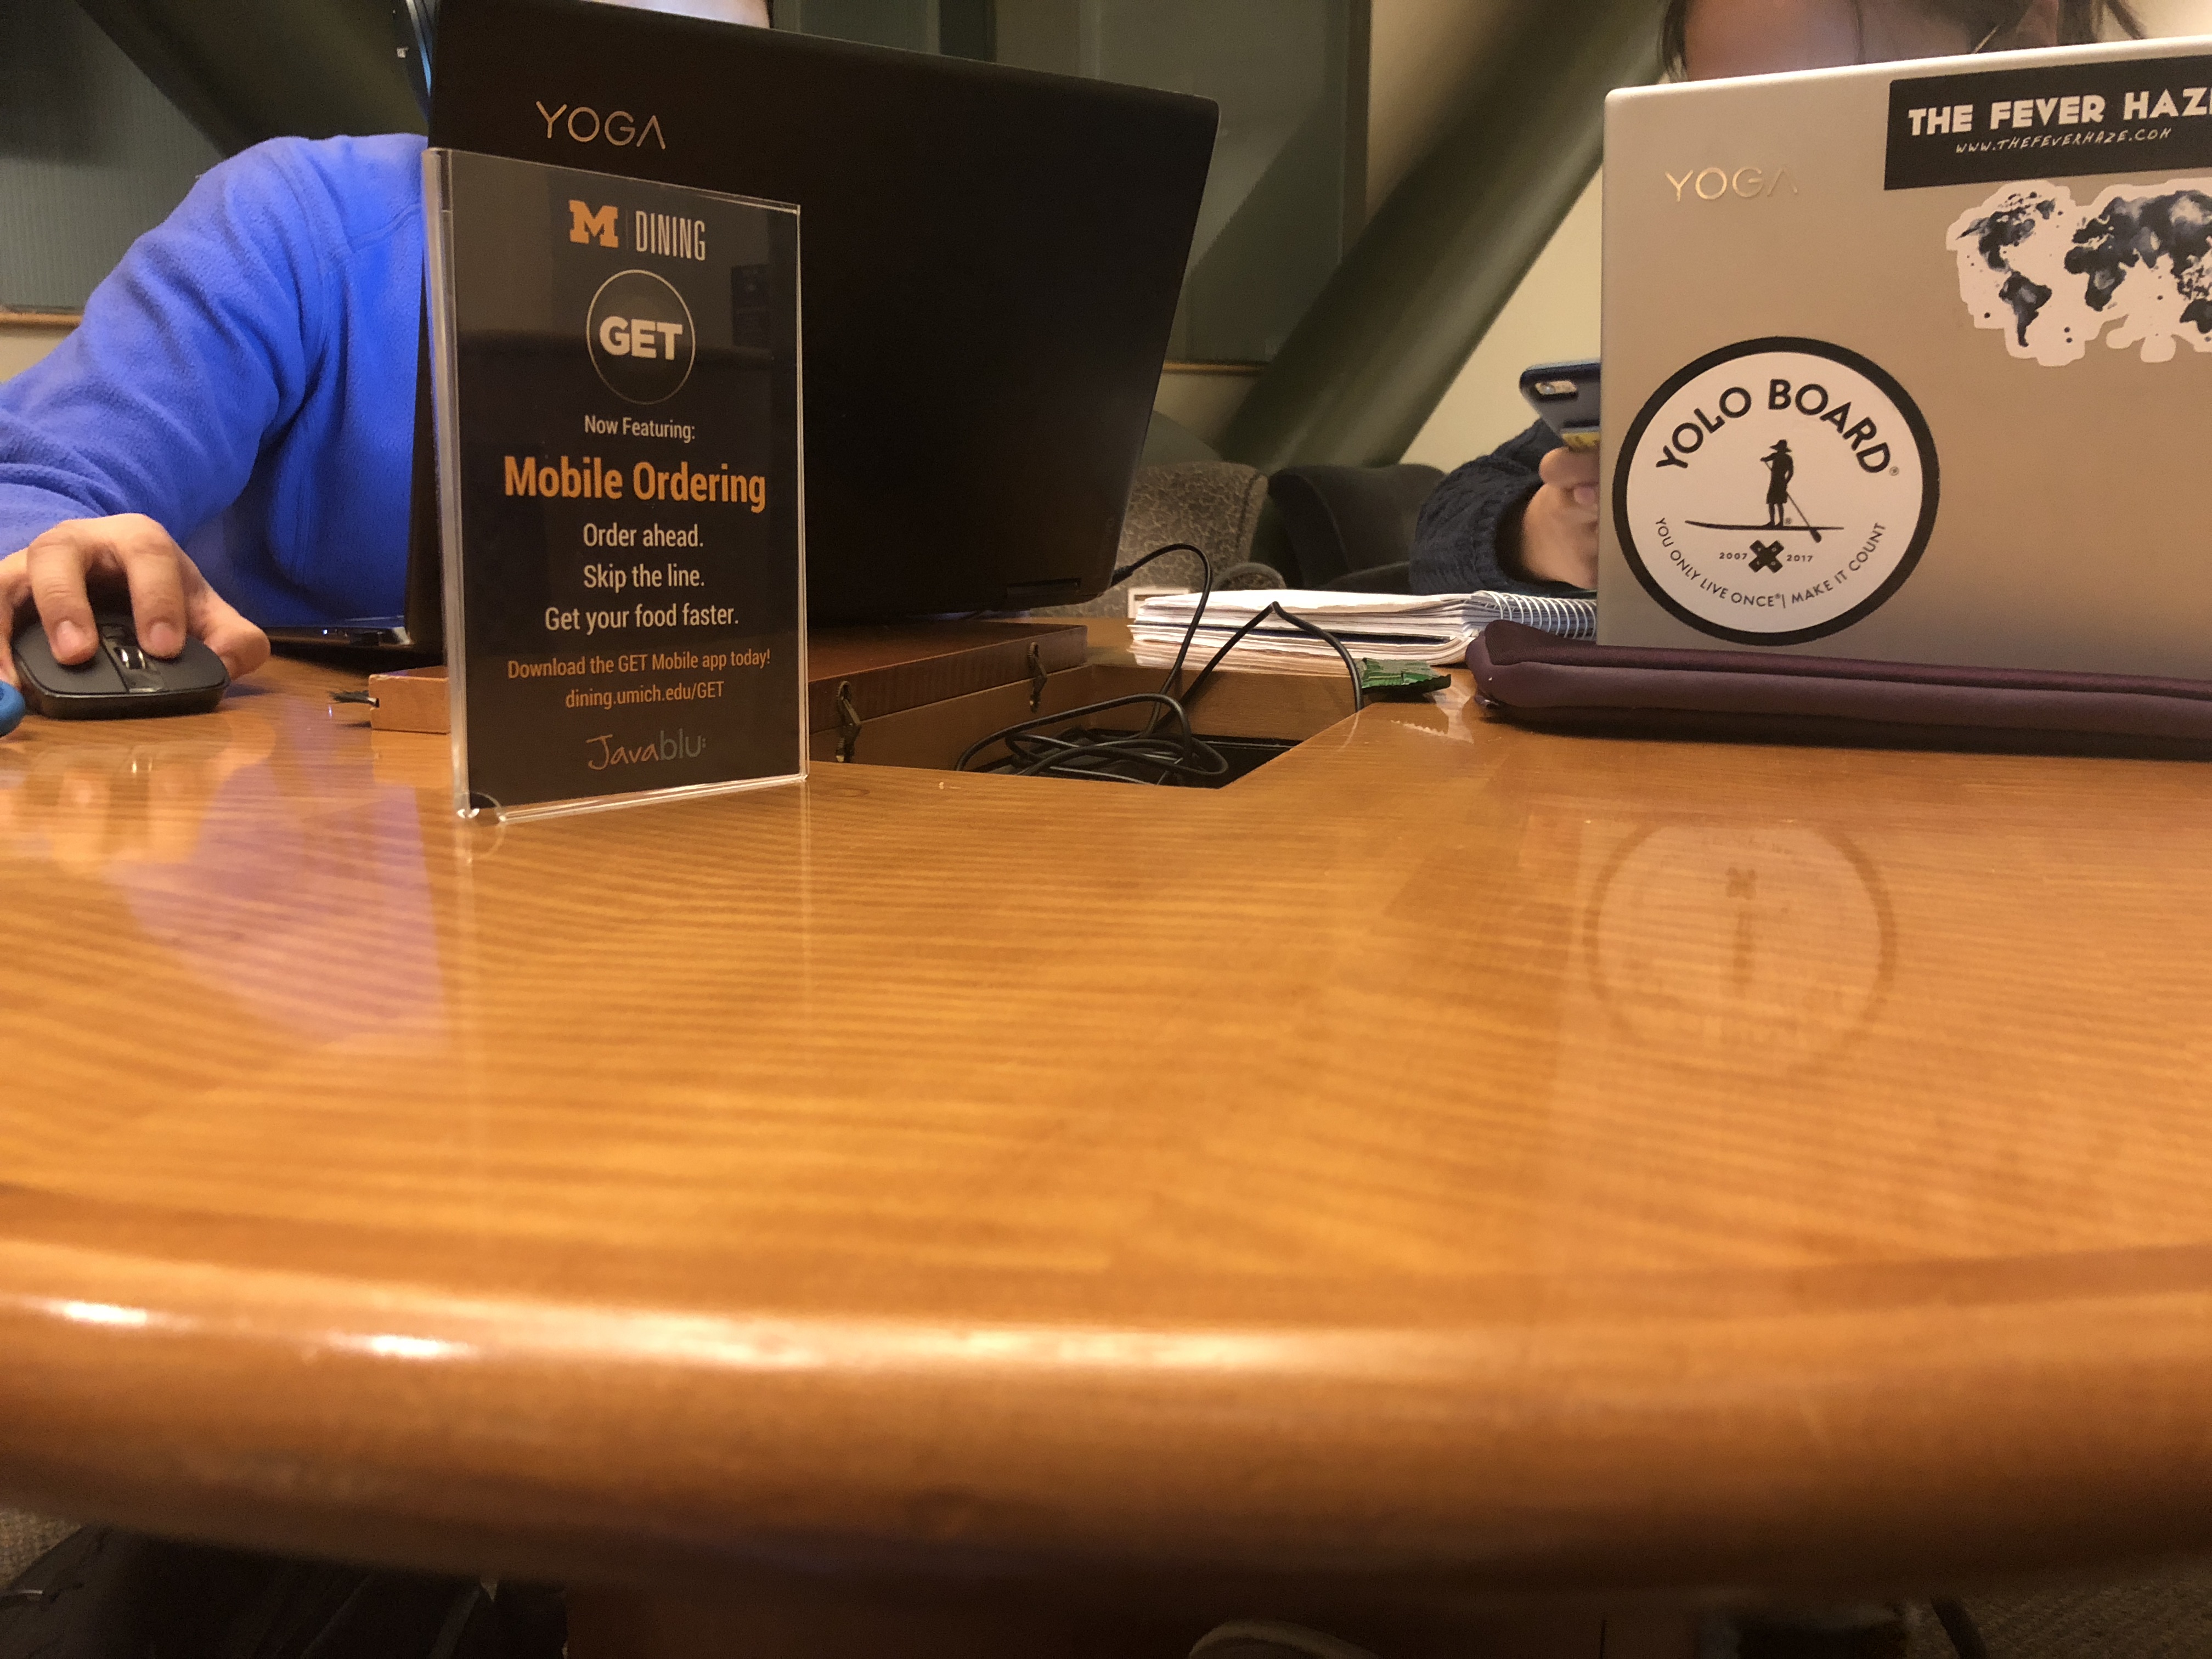 YOGA
M DINING
GET
Now Featuring:
Mobile Ordering
Order ahead.
Skip the line.
Get your food faster.
Download the GET Mobile app today!
dining.umich.edu/GET
Javablu:
THE FEVER HAZE
WWW.THEFEVERHAZE.COM
YOGA
YOLO BOARD®
2007 X 2017
YOU ONLY LIVE ONCE® | MAKE IT COUNT